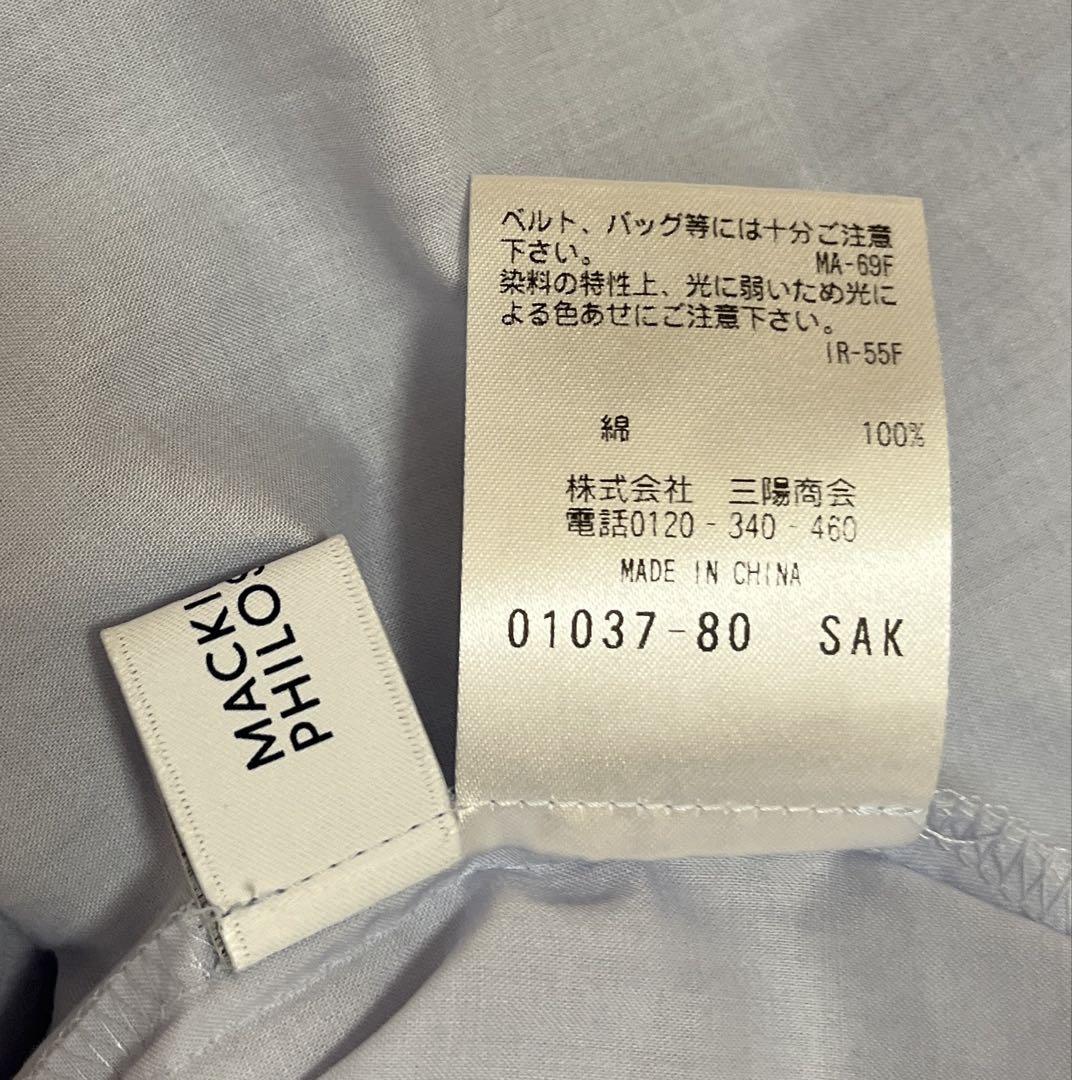 ベルト、バッグ等には十分ご注意
下さい。
MA-69F
染料の特性上、光に弱いため光に
よる色あせにご注意下さい。
IR-55F
綿 100%
株式会社 三陽商会
電話0120-340-460
MADE IN CHINA
01037-80 SAK
MACKI
PHILOS